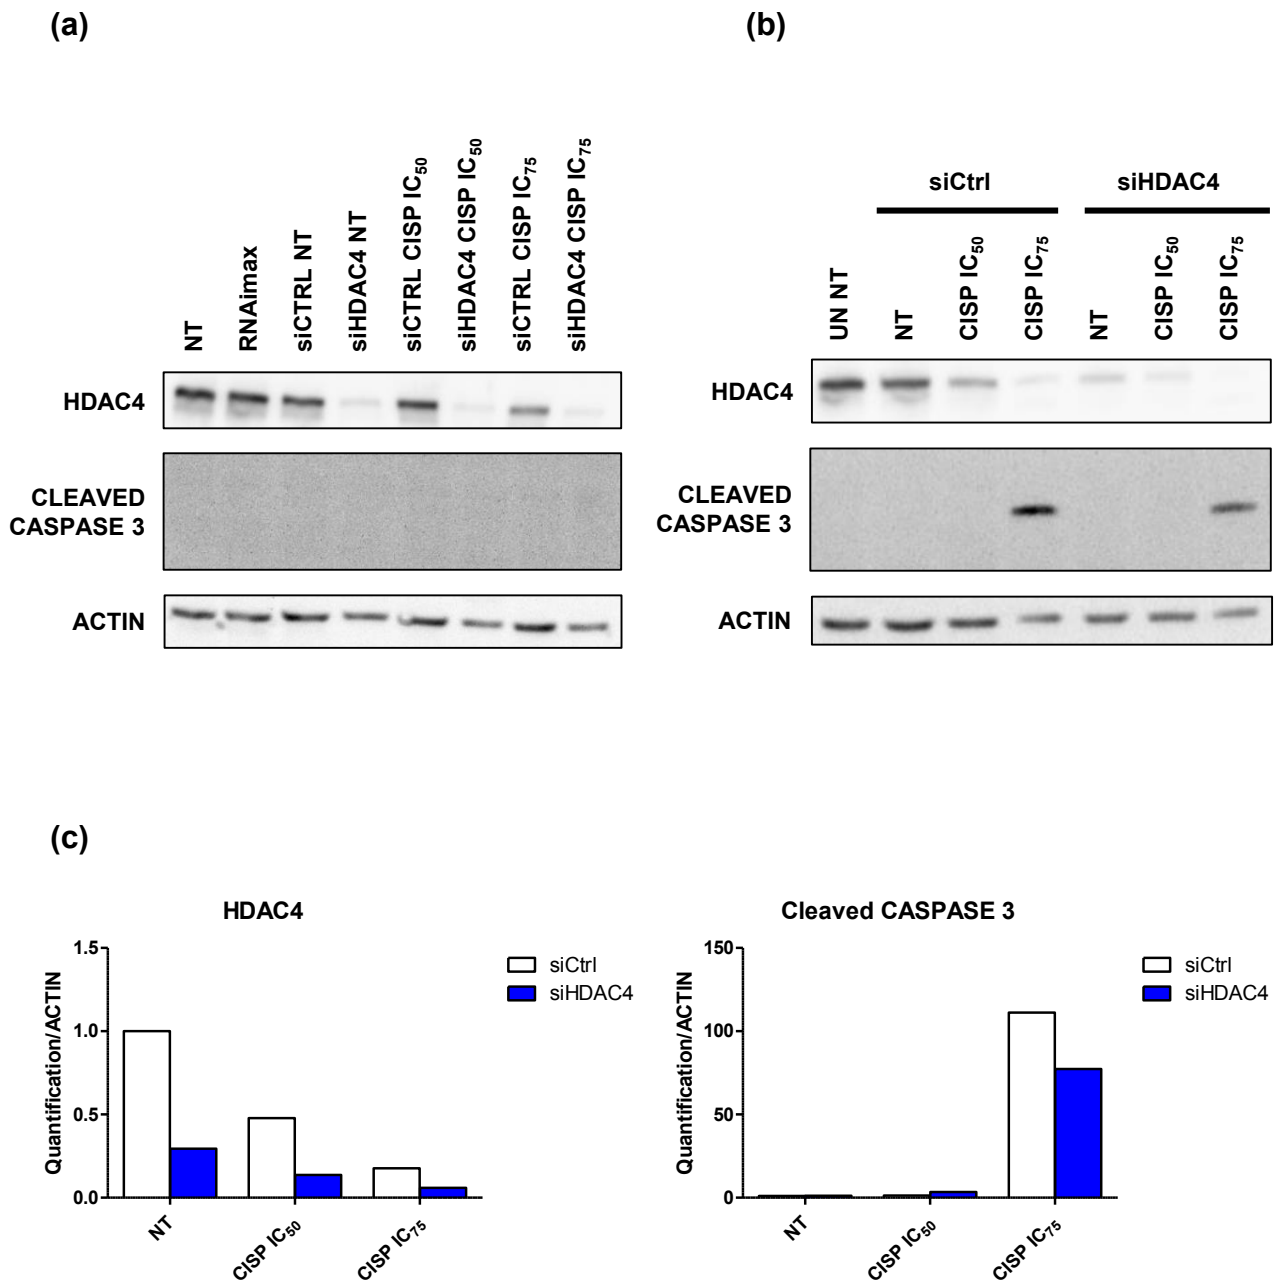 (a)
NT
RNAimax
siCTRL NT
siHDAC4 NT
siCTRL CISP IC50
siHDAC4 CISP IC50
siCTRL CISP IC75
siHDAC4 CISP IC75
HDAC4
CLEAVED
CASPASE 3
ACTIN
(b)
siCtrl
siHDAC4
UN NT
NT
CISP IC50
CISP IC75
NT
CISP IC50
CISP IC75
HDAC4
CLEAVED
CASPASE 3
ACTIN
(c)
HDAC4
Quantification/ACTIN
1.5
1.0
0.5
0.0
NT
CISP IC50
CISP IC75
siCtrl
siHDAC4
Cleaved CASPASE 3
Quantification/ACTIN
150
100
50
0
NT
CISP IC50
CISP IC75
siCtrl
siHDAC4